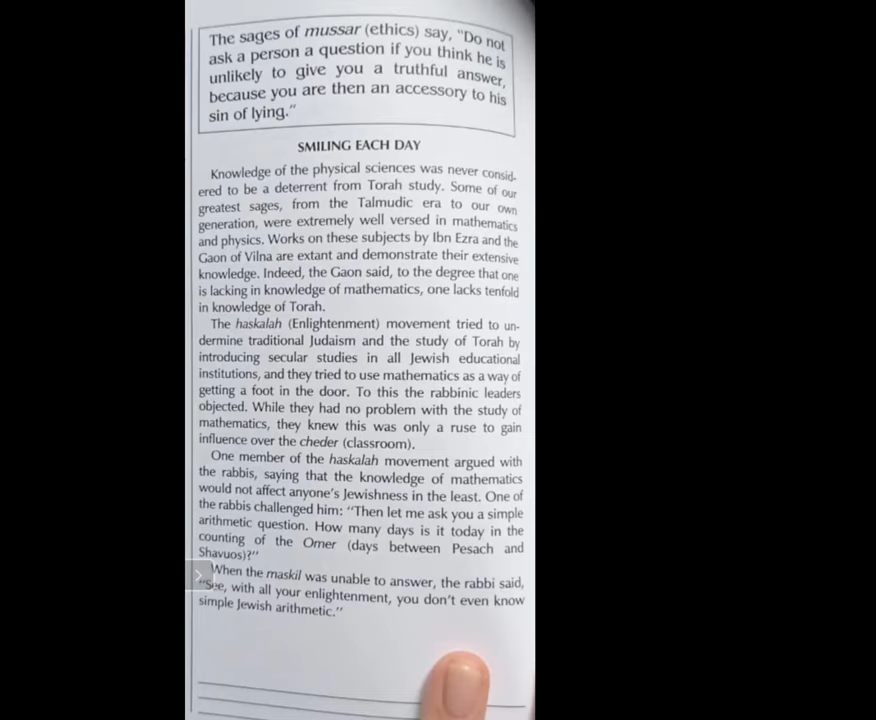 The sages of mussar (ethics) say, "Do not
ask a person a question if you think he is
unlikely to give you a truthful answer,
because you are then an accessory to his
sin of lying."
SMILING EACH DAY
Knowledge of the physical sciences was never consid-
ered to be a deterrent from Torah study. Some of our
greatest sages, from the Talmudic era to our own
generation, were extremely well versed in mathematics
and physics. Works on these subjects by Ibn Ezra and the
Gaon of Vilna are extant and demonstrate their extensive
knowledge. Indeed, the Gaon said, to the degree that one
is lacking in knowledge of mathematics, one lacks tenfold
in knowledge of Torah.
The haskalah (Enlightenment) movement tried to un-
dermine traditional Judaism and the study of Torah by
introducing secular studies in all Jewish educational
institutions, and they tried to use mathematics as a way of
getting a foot in the door. To this the rabbinic leaders
objected. While they had no problem with the study of
mathematics, they knew this was only a ruse to gain
influence over the cheder (classroom).
One member of the haskalah movement argued with
the rabbis, saying that the knowledge of mathematics
would not affect anyone's Jewishness in the least. One of
the rabbis challenged him: "Then let me ask you a simple
arithmetic question. How many days is it today in the
counting of the Omer (days between Pesach and
Shavuos)?"
When the maskil was unable to answer, the rabbi said,
"See, with all your enlightenment, you don't even know
simple Jewish arithmetic."